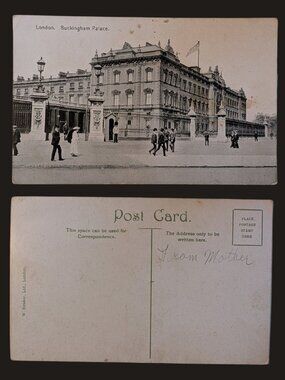 London. Buckingham Palace.
Post Card.
This space can be used for
Correspondence.
The Address only to be
written here.
PLACE
POSTAGE
STAMP
HERE
From Mother
London.